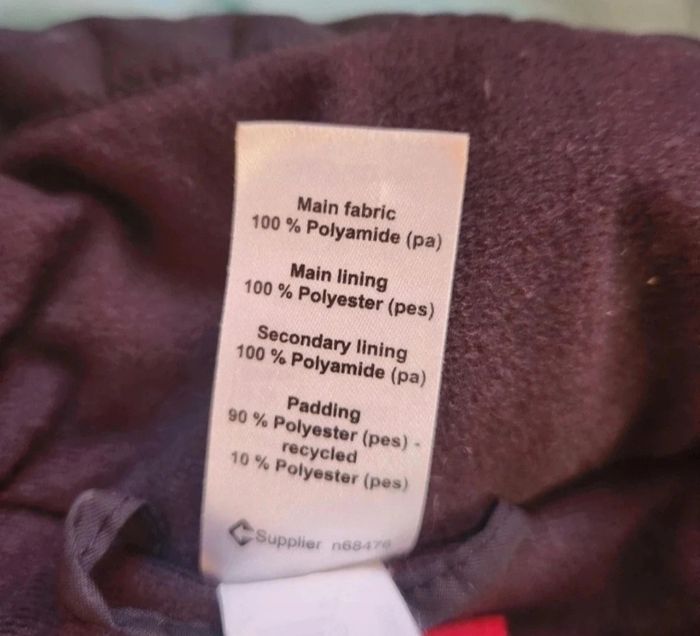 Main fabric
100 % Polyamide (pa)
Main lining
100 % Polyester (pes)
Secondary lining
100 % Polyamide (pa)
Padding
90 % Polyester (pes) -
recycled
10 % Polyester (pes)
Supplier